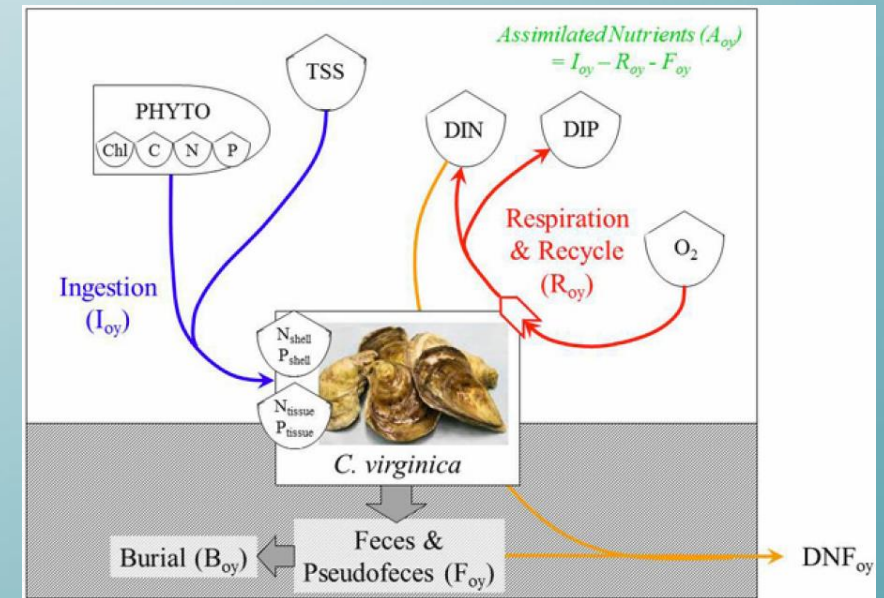 Assimilated Nutrients (Aoy)
= Ioy – Roy - Foy
TSS
PHYTO
Chl C N P
DIN
DIP
Respiration
& Recycle
(Roy)
O2
Ingestion
(Ioy)
Nshell
Pshell
Ntissue
Ptissue
C. virginica
Feces &
Pseudofeces (Foy)
Burial (Boy)
DNFoy